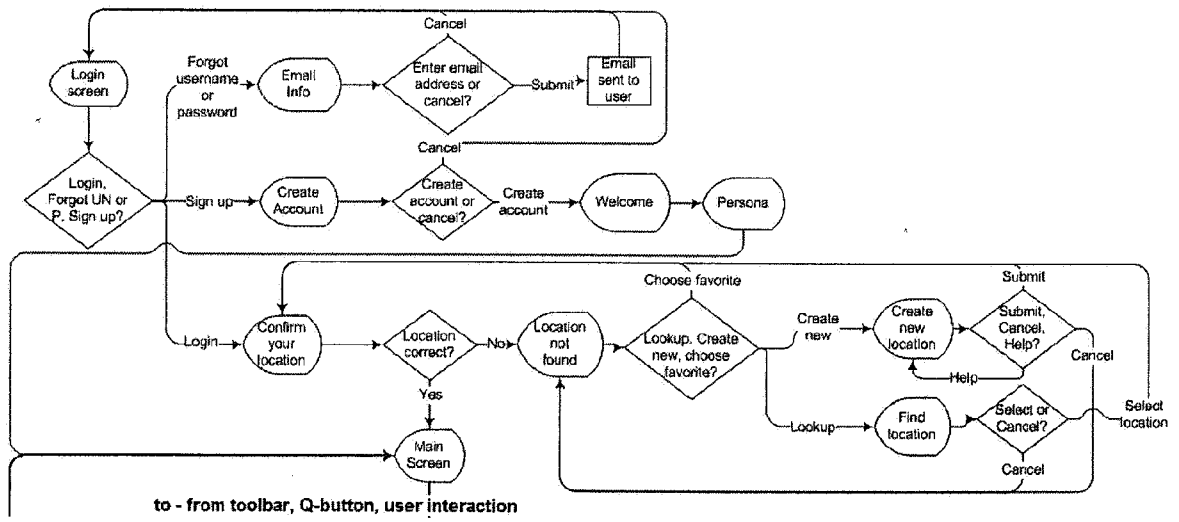 Cancel
Forgot
username
or
password
Login
screen
Email
Info
Enter email
address or
cancel?
Submit
Email
sent to
user
Cancel
Login,
Forgot UN or
P. Sign up?
Sign up
Create
Account
Create
account or
cancel?
Create
account
Welcome
Persona
Choose favorite
Submit
Login
Confirm
your
location
Location
correct?
No
Location
not
found
Lookup. Create
new, choose
favorite?
Create
new
Create
new
location
Submit,
Cancel,
Help?
Cancel
Help
Yes
Lookup
Find
location
Select or
Cancel?
Select
location
Cancel
Main
Screen
to - from toolbar, Q-button, user interaction